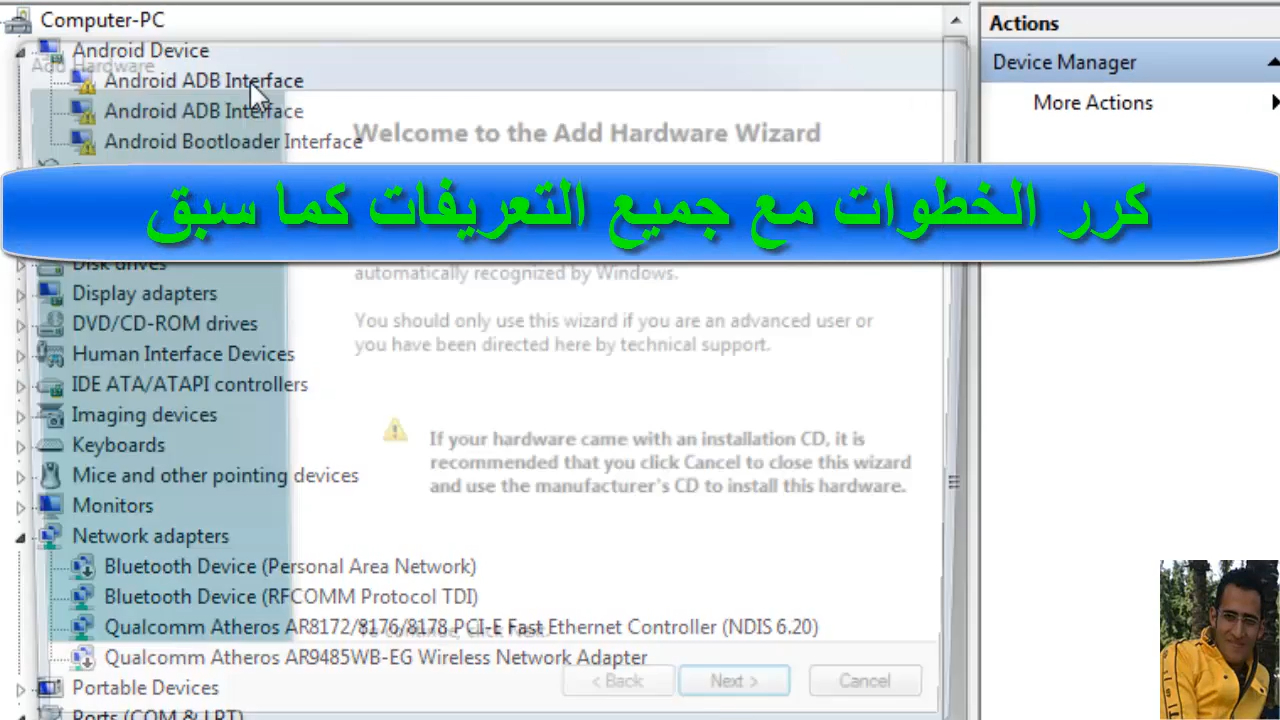 Computer-PC
Android Device
Add Hardware
Android ADB Interface
Android ADB Interface
Android Bootloader Interface
Welcome to the Add Hardware Wizard
كرر الخطوات مع جميع التعريفات كما سبق
Disk drives
automatically recognized by Windows.
Display adapters
You should only use this wizard if you are an advanced user or
DVD/CD-ROM drives
you have been directed here by technical support.
Human Interface Devices
IDE ATA/ATAPI controllers
Imaging devices
Keyboards
If your hardware came with an installation CD, it is
recommended that you click Cancel to close this wizard
and use the manufacturer's CD to install this hardware.
Mice and other pointing devices
Monitors
Network adapters
Bluetooth Device (Personal Area Network)
Bluetooth Device (RFCOMM Protocol TDI)
Qualcomm Atheros AR8172/8176/8178 PCI-E Fast Ethernet Controller (NDIS 6.20)
To continue, click Next.
Qualcomm Atheros AR9485WB-EG Wireless Network Adapter
< Back
Next >
Cancel
Portable Devices
Ports (COM & LPT)
Actions
Device Manager
More Actions